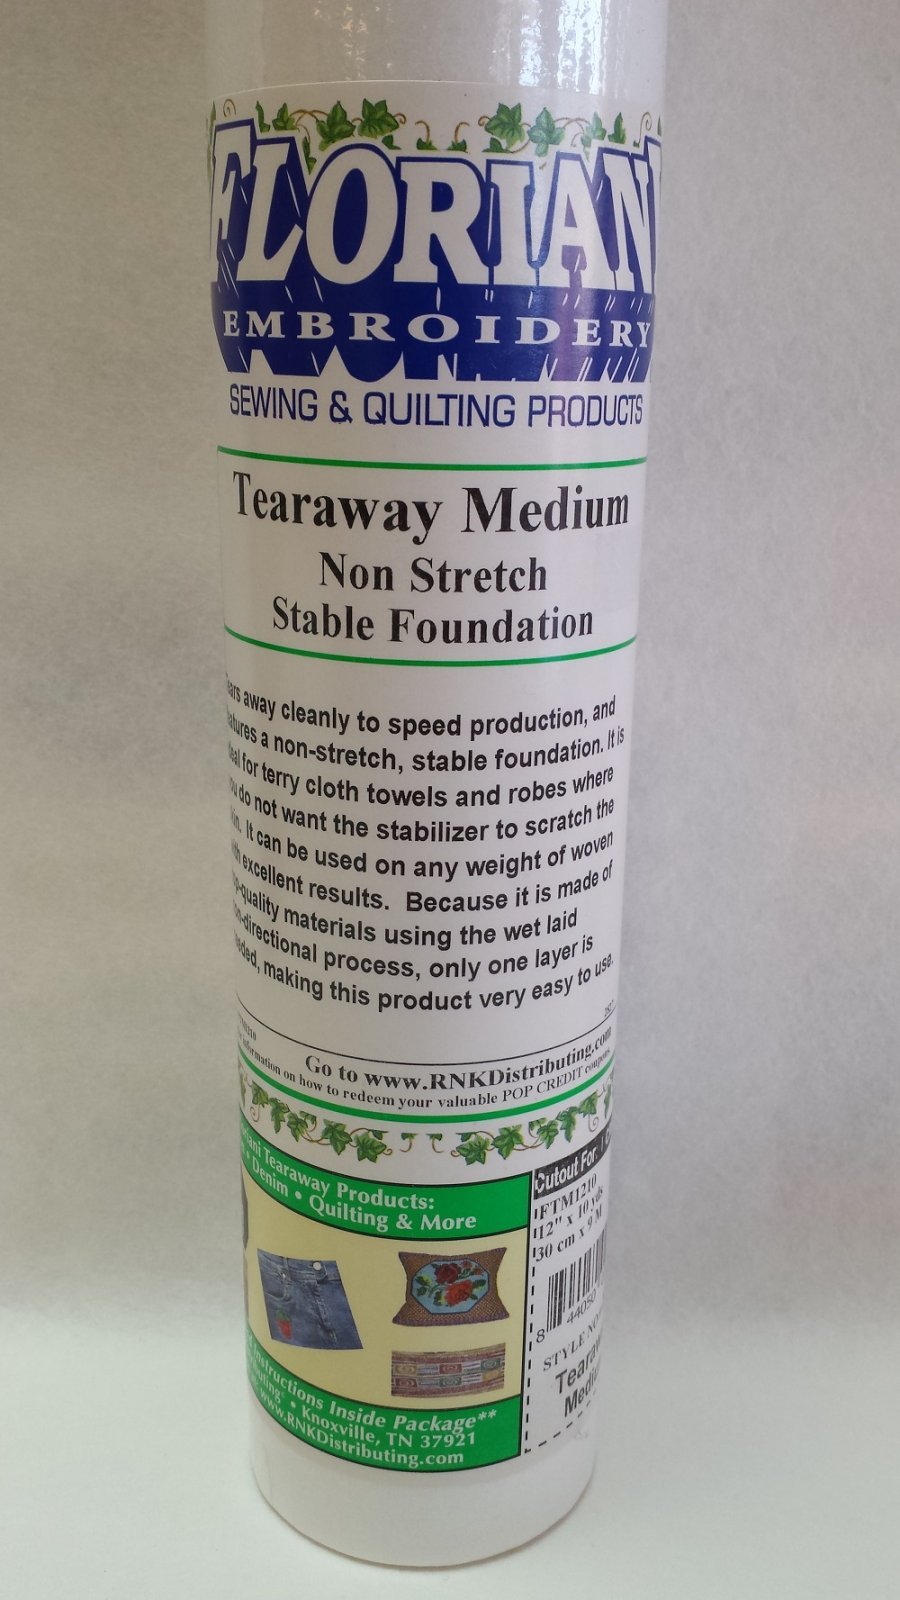 FLORIAN
EMBROIDERY
SEWING & QUILTING PRODUCTS
Tearaway Medium
Non Stretch
Stable Foundation
away cleanly to speed production, and
a non-stretch, stable foundation. It is
for terry cloth towels and robes where
do not want the stabilizer to scratch the
It can be used on any weight of woven
excellent results. Because it is made of
materials using the wet laid
process, only one layer is
making this product very easy to use.
Go to www.RNKDistributing.com
information on how to redeem your valuable POP CREDIT coupons.
Tearaway Products:
• Denim • Quilting & More
Instructions Inside Package**
• Knoxville, TN 37921
www.RNKDistributing.com
Cutout For:
FTM1210
12" x 10 yds
30 cm x 9 M
8 44050
STYLE